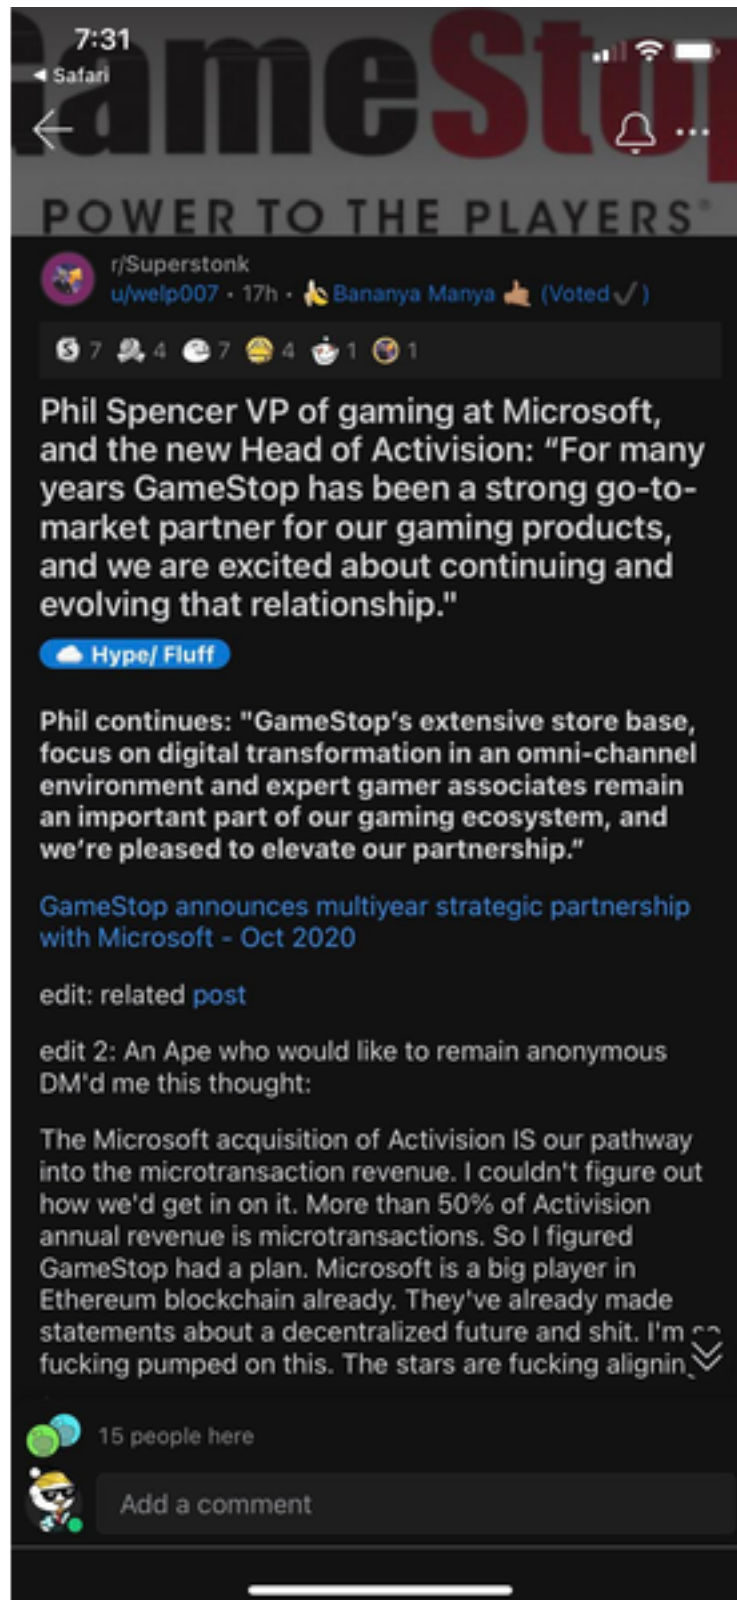 7:31
Safari
GameStop
POWER TO THE PLAYERS®
r/Superstonk
u/welp007 • 17h • 🍌 Bananya Manya 🤙 (Voted ✓)
7 4 7 4 1 1
Phil Spencer VP of gaming at Microsoft,
and the new Head of Activision: “For many
years GameStop has been a strong go-to-
market partner for our gaming products,
and we are excited about continuing and
evolving that relationship."
Hype/ Fluff
Phil continues: "GameStop’s extensive store base,
focus on digital transformation in an omni-channel
environment and expert gamer associates remain
an important part of our gaming ecosystem, and
we’re pleased to elevate our partnership.”
GameStop announces multiyear strategic partnership
with Microsoft - Oct 2020
edit: related post
edit 2: An Ape who would like to remain anonymous
DM'd me this thought:
The Microsoft acquisition of Activision IS our pathway
into the microtransaction revenue. I couldn't figure out
how we'd get in on it. More than 50% of Activision
annual revenue is microtransactions. So I figured
GameStop had a plan. Microsoft is a big player in
Ethereum blockchain already. They've already made
statements about a decentralized future and shit. I'm
fucking pumped on this. The stars are fucking alignin
15 people here
Add a comment